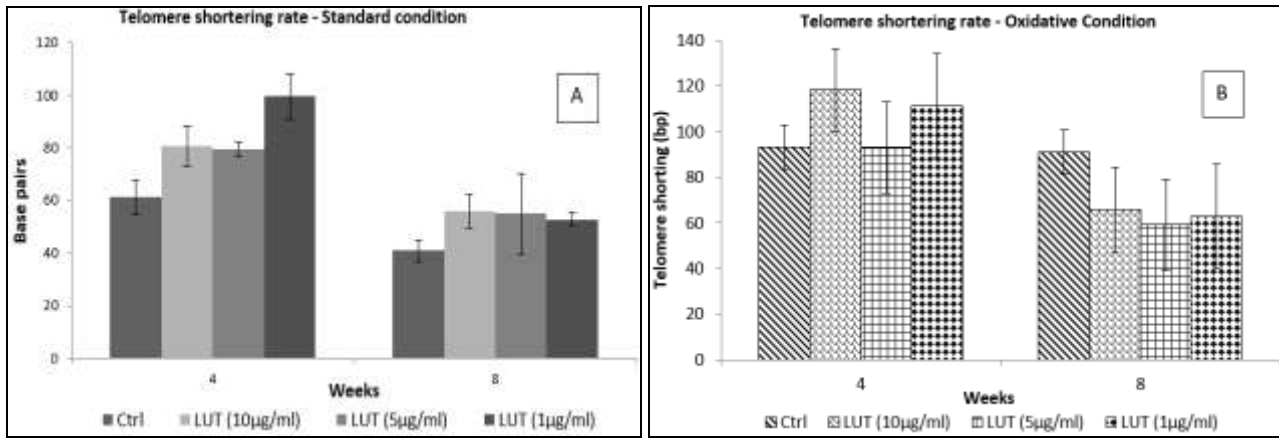 Telomere shortering rate - Standard condition
120
100
80
60
40
20
0
Base pairs
A
4
8
Weeks
Ctrl LUT (10µg/ml) LUT (5µg/ml) LUT (1µg/ml)
Telomere shortering rate - Oxidative Condition
140
120
100
80
60
40
20
0
Telomere shorting (bp)
B
4
8
Weeks
Ctrl LUT (10µg/ml) LUT (5µg/ml) LUT (1µg/ml)